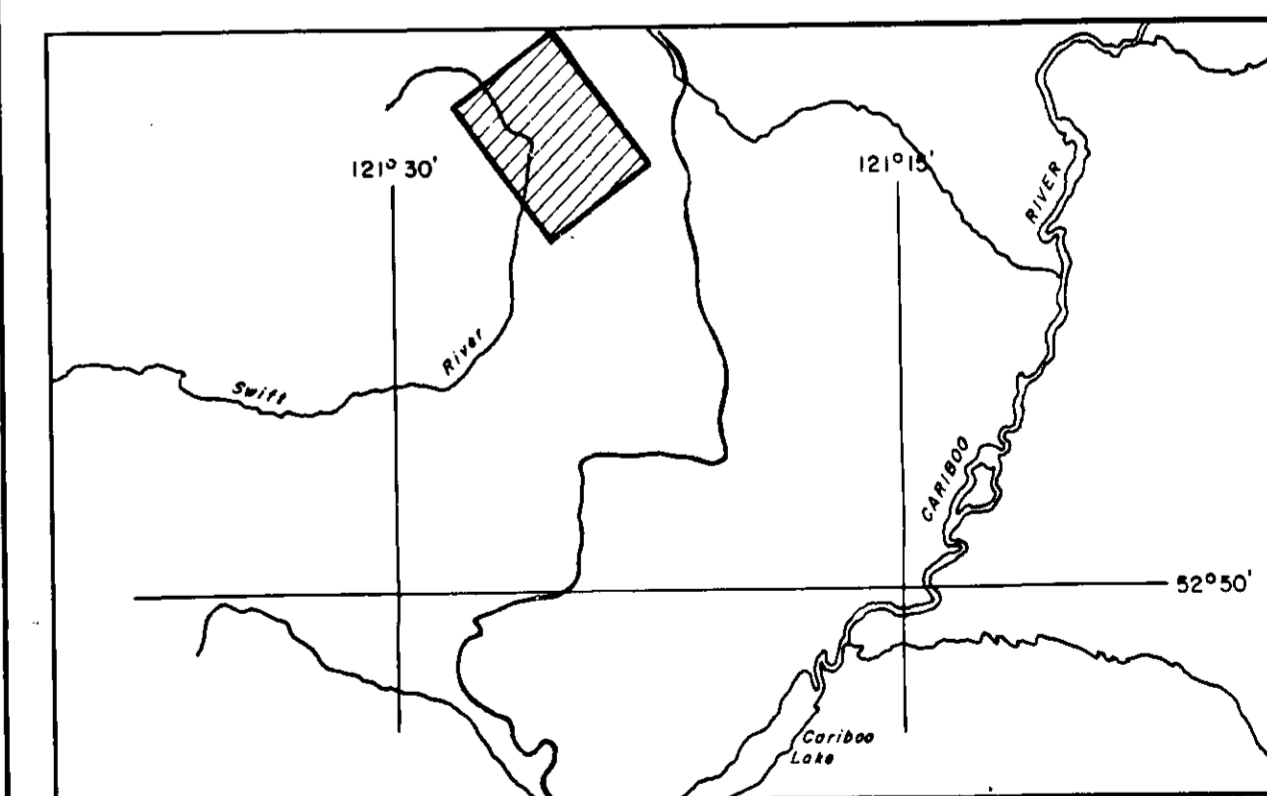 121° 30'
121° 15'
RIVER
River
Swift
CARIBOO
52° 50'
Cariboo
Lake